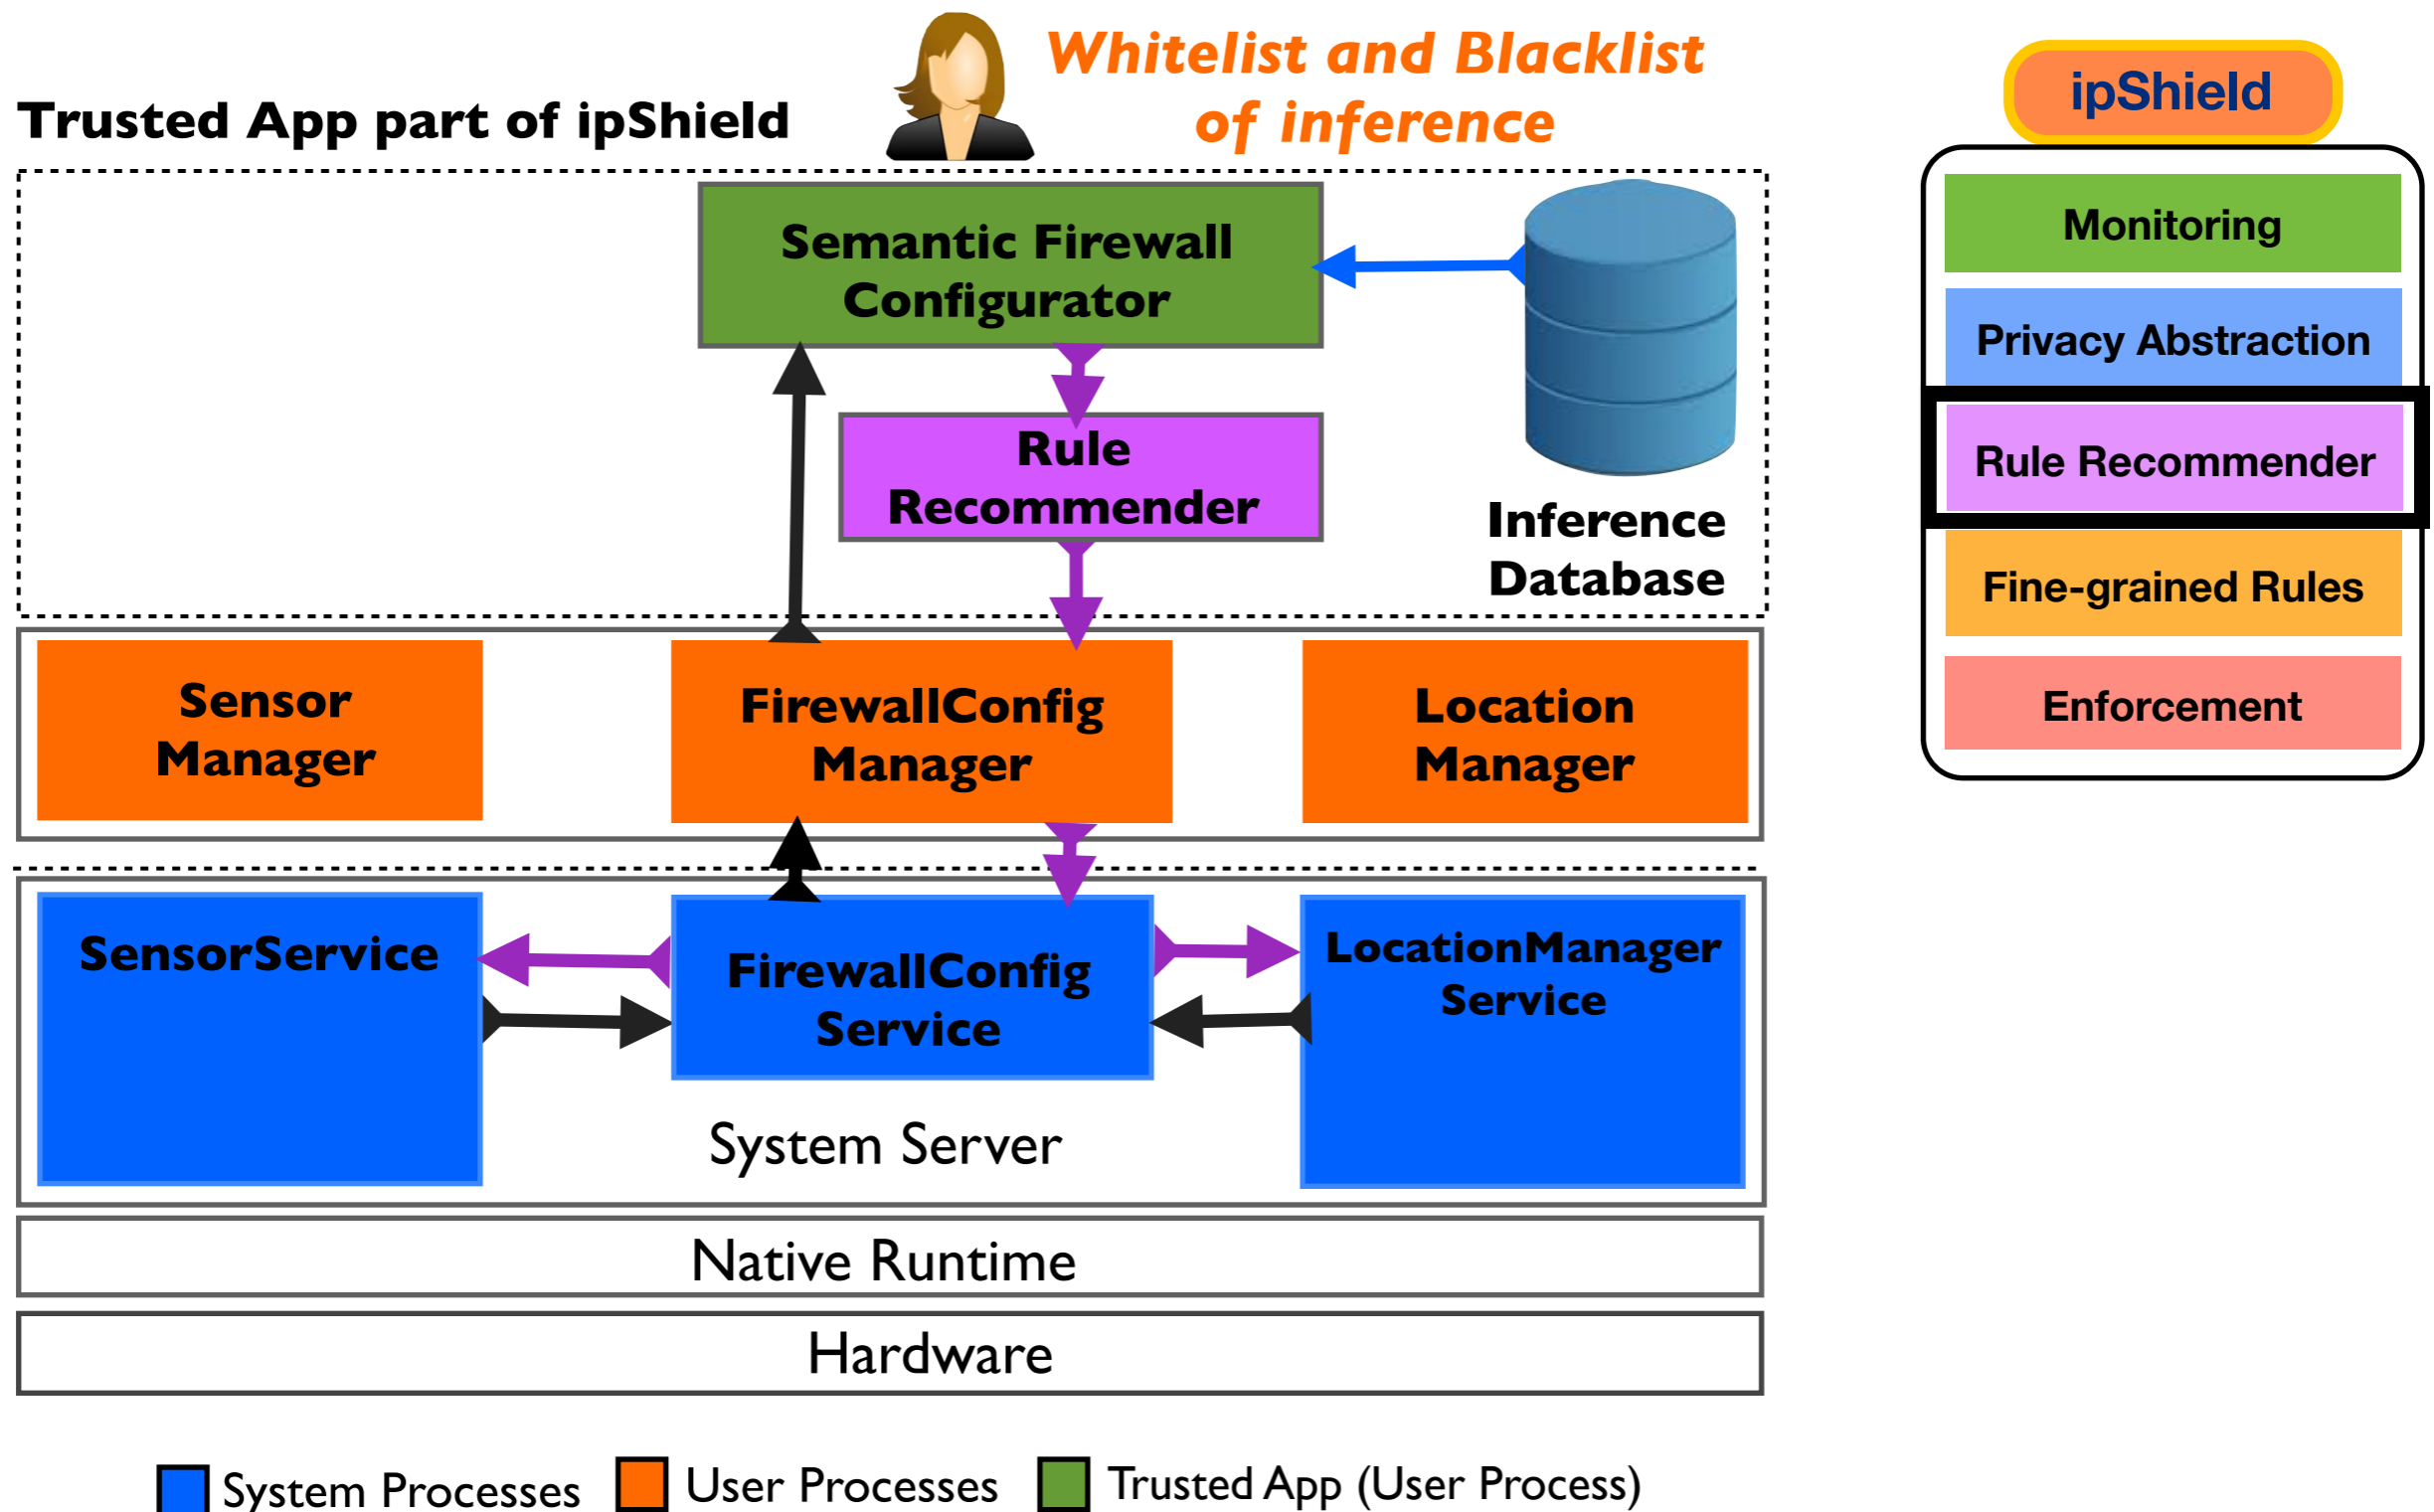 Whitelist and Blacklist
of inference
Trusted App part of ipShield
Semantic Firewall
Configurator
Rule
Recommender
Inference
Database
Sensor
Manager
FirewallConfig
Manager
Location
Manager
SensorService
FirewallConfig
Service
LocationManager
Service
System Server
Native Runtime
Hardware
System Processes
User Processes
Trusted App (User Process)
ipShield
Monitoring
Privacy Abstraction
Rule Recommender
Fine-grained Rules
Enforcement